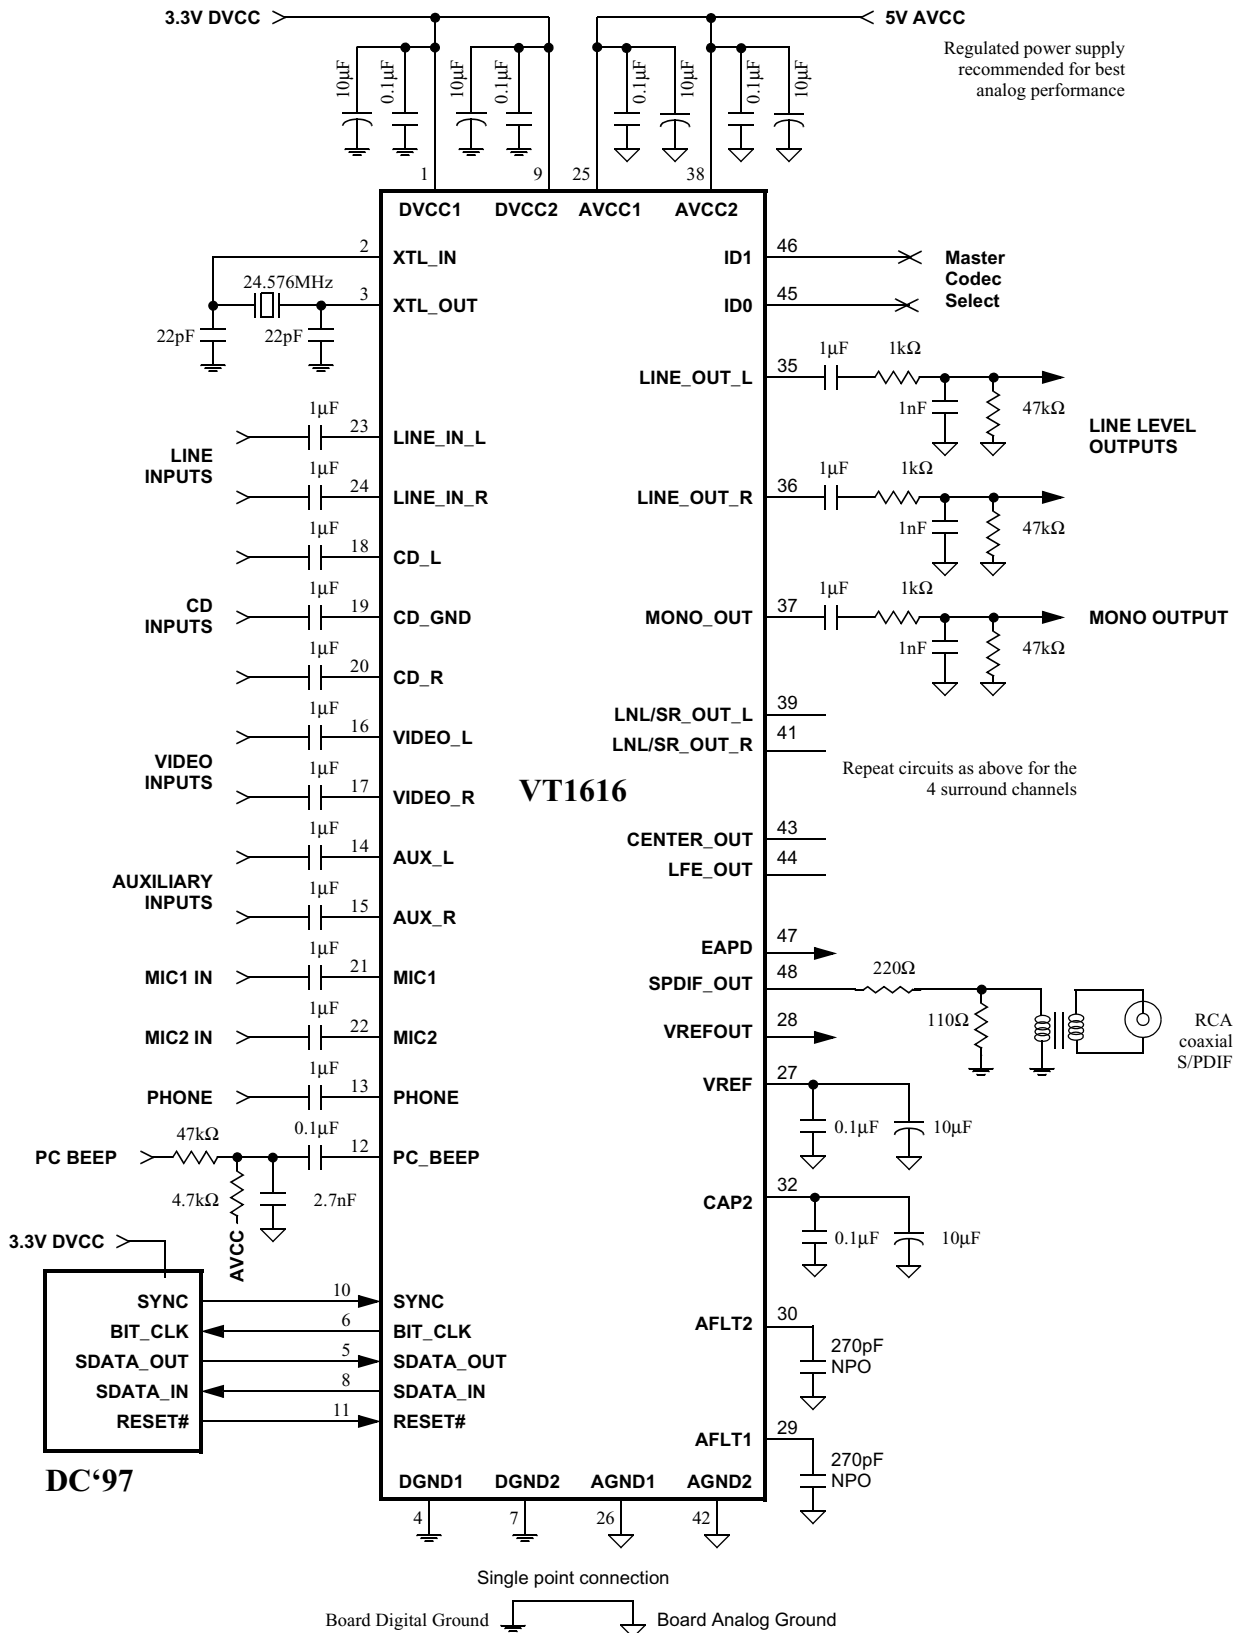 3.3V DVCC
5V AVCC
Regulated power supply
recommended for best
analog performance
10µF
0.1µF
10µF
0.1µF
0.1µF
10µF
0.1µF
10µF
1
9
25
38
DVCC1
DVCC2
AVCC1
AVCC2
2
XTL_IN
24.576MHz
3
XTL_OUT
22pF
22pF
46
ID1
45
ID0
Master
Codec
Select
35
LINE_OUT_L
1µF
1kΩ
1nF
47kΩ
LINE LEVEL
OUTPUTS
36
LINE_OUT_R
1µF
1kΩ
1nF
47kΩ
37
MONO_OUT
1µF
1kΩ
1nF
47kΩ
MONO OUTPUT
LINE
INPUTS
1µF
23
LINE_IN_L
1µF
24
LINE_IN_R
CD
INPUTS
1µF
18
CD_L
1µF
19
CD_GND
1µF
20
CD_R
VIDEO
INPUTS
1µF
16
VIDEO_L
1µF
17
VIDEO_R
AUXILIARY
INPUTS
1µF
14
AUX_L
1µF
15
AUX_R
MIC1 IN
1µF
21
MIC1
MIC2 IN
1µF
22
MIC2
PHONE
1µF
13
PHONE
PC BEEP
47kΩ
0.1µF
12
PC_BEEP
4.7kΩ
2.7nF
AVCC
VT1616
39
LNL/SR_OUT_L
41
LNL/SR_OUT_R
Repeat circuits as above for the
4 surround channels
43
CENTER_OUT
44
LFE_OUT
47
EAPD
48
SPDIF_OUT
220Ω
110Ω
RCA
coaxial
S/PDIF
28
VREFOUT
27
VREF
0.1µF
10µF
32
CAP2
0.1µF
10µF
30
AFLT2
270pF
NPO
29
AFLT1
270pF
NPO
3.3V DVCC
SYNC
10
SYNC
BIT_CLK
6
BIT_CLK
SDATA_OUT
5
SDATA_OUT
SDATA_IN
8
SDATA_IN
RESET#
11
RESET#
DC‘97
DGND1
DGND2
AGND1
AGND2
4
7
26
42
Single point connection
Board Digital Ground
Board Analog Ground